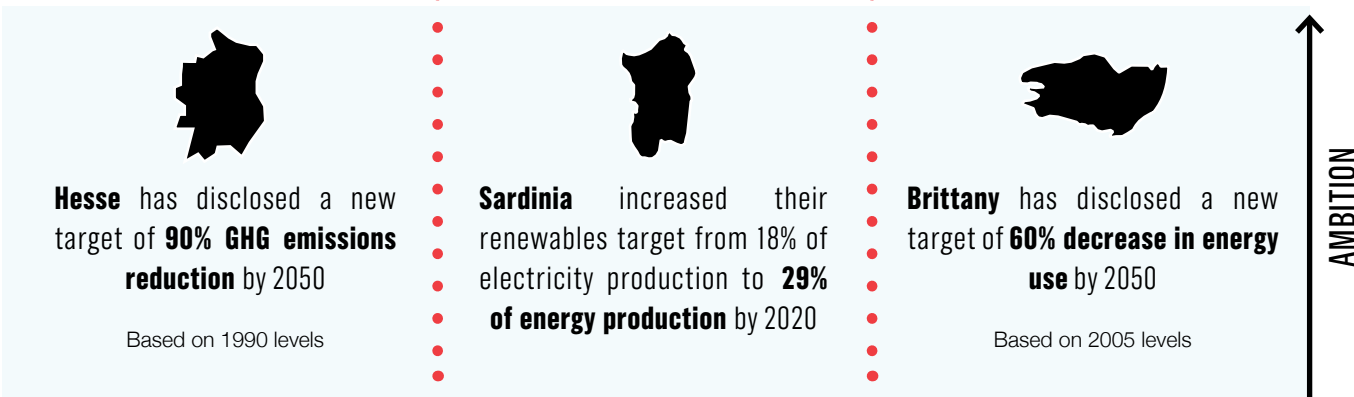 Hesse has disclosed a new
target of 90% GHG emissions
reduction by 2050
Based on 1990 levels
Sardinia increased their
renewables target from 18% of
electricity production to 29%
of energy production by 2020
Brittany has disclosed a new
target of 60% decrease in energy
use by 2050
Based on 2005 levels
AMBITION